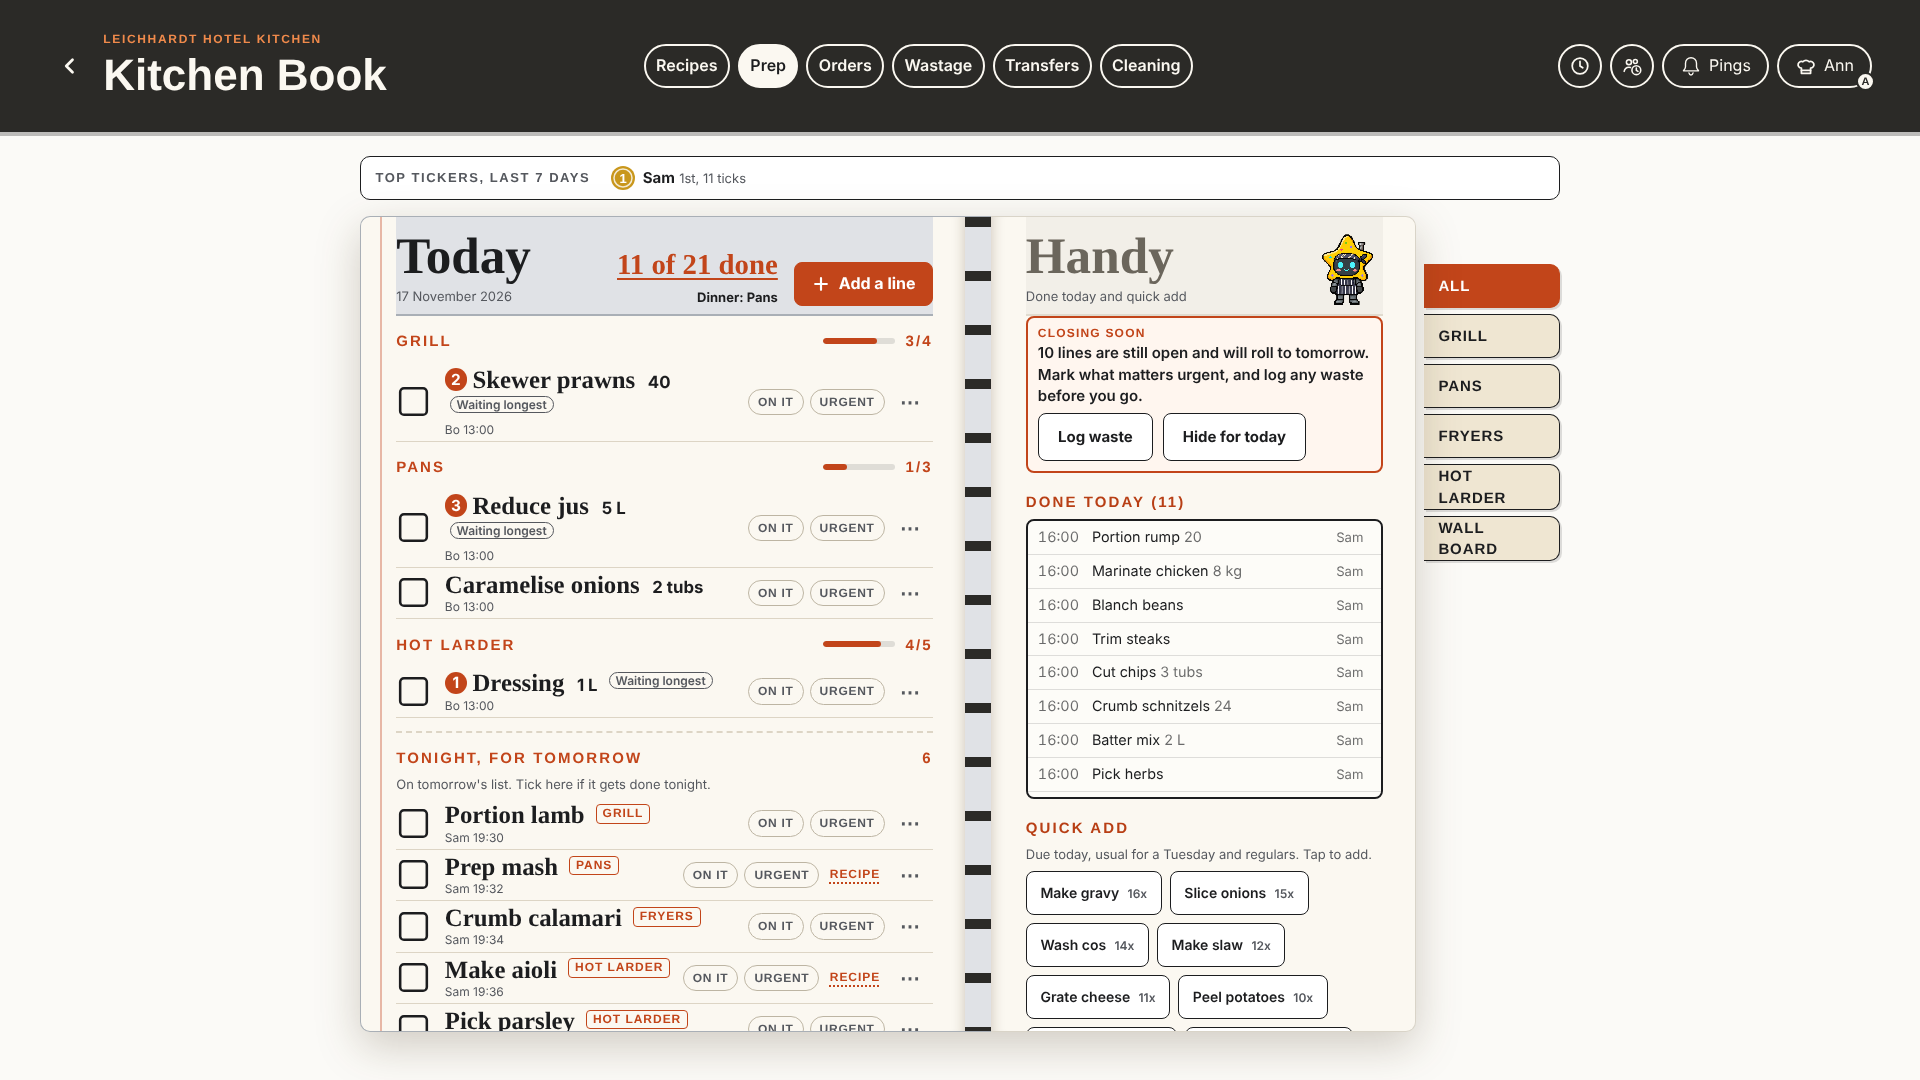 LEICHHARDT HOTEL KITCHEN
Kitchen Book
Recipes
Prep
Orders
Wastage
Transfers
Cleaning
Pings
Ann
A
TOP TICKERS, LAST 7 DAYS
1
Sam 1st, 11 ticks
Today
17 November 2026
11 of 21 done
Dinner: Pans
+ Add a line
GRILL
3/4
2 Skewer prawns 40
Waiting longest
Bo 13:00
ON IT
URGENT
...
PANS
1/3
3 Reduce jus 5 L
Waiting longest
Bo 13:00
ON IT
URGENT
...
Caramelise onions 2 tubs
Bo 13:00
ON IT
URGENT
...
HOT LARDER
4/5
1 Dressing 1 L Waiting longest
Bo 13:00
ON IT
URGENT
...
TONIGHT, FOR TOMORROW
6
On tomorrow's list. Tick here if it gets done tonight.
Portion lamb GRILL
Sam 19:30
ON IT
URGENT
...
Prep mash PANS
Sam 19:32
ON IT
URGENT
RECIPE
...
Crumb calamari FRYERS
Sam 19:34
ON IT
URGENT
...
Make aioli HOT LARDER
Sam 19:36
ON IT
URGENT
RECIPE
...
Pick parsley HOT LARDER
ON IT
URGENT
...
Handy
Done today and quick add
CLOSING SOON
10 lines are still open and will roll to tomorrow.
Mark what matters urgent, and log any waste
before you go.
Log waste
Hide for today
DONE TODAY (11)
16:00 Portion rump 20 Sam
16:00 Marinate chicken 8 kg Sam
16:00 Blanch beans Sam
16:00 Trim steaks Sam
16:00 Cut chips 3 tubs Sam
16:00 Crumb schnitzels 24 Sam
16:00 Batter mix 2 L Sam
16:00 Pick herbs Sam
QUICK ADD
Due today, usual for a Tuesday and regulars. Tap to add.
Make gravy 16x
Slice onions 15x
Wash cos 14x
Make slaw 12x
Grate cheese 11x
Peel potatoes 10x
ALL
GRILL
PANS
FRYERS
HOT
LARDER
WALL
BOARD